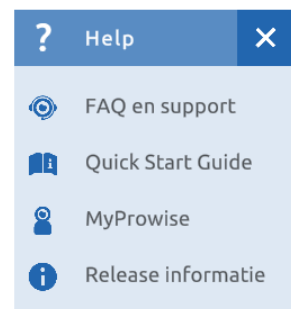 ? Help ×
FAQ en support
Quick Start Guide
MyProwise
Release informatie